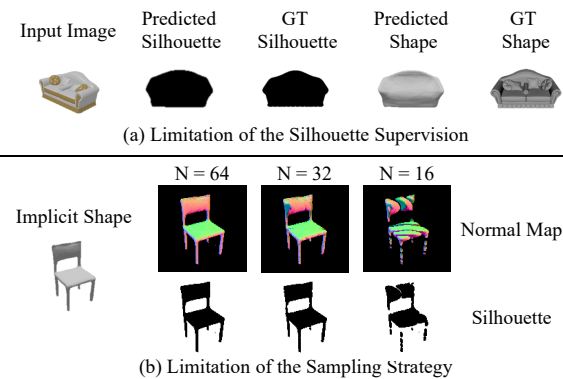 Input Image
Predicted
Silhouette
GT
Silhouette
Predicted
Shape
GT
Shape
(a) Limitation of the Silhouette Supervision
N = 64
N = 32
N = 16
Implicit Shape
Normal Map
Silhouette
(b) Limitation of the Sampling Strategy